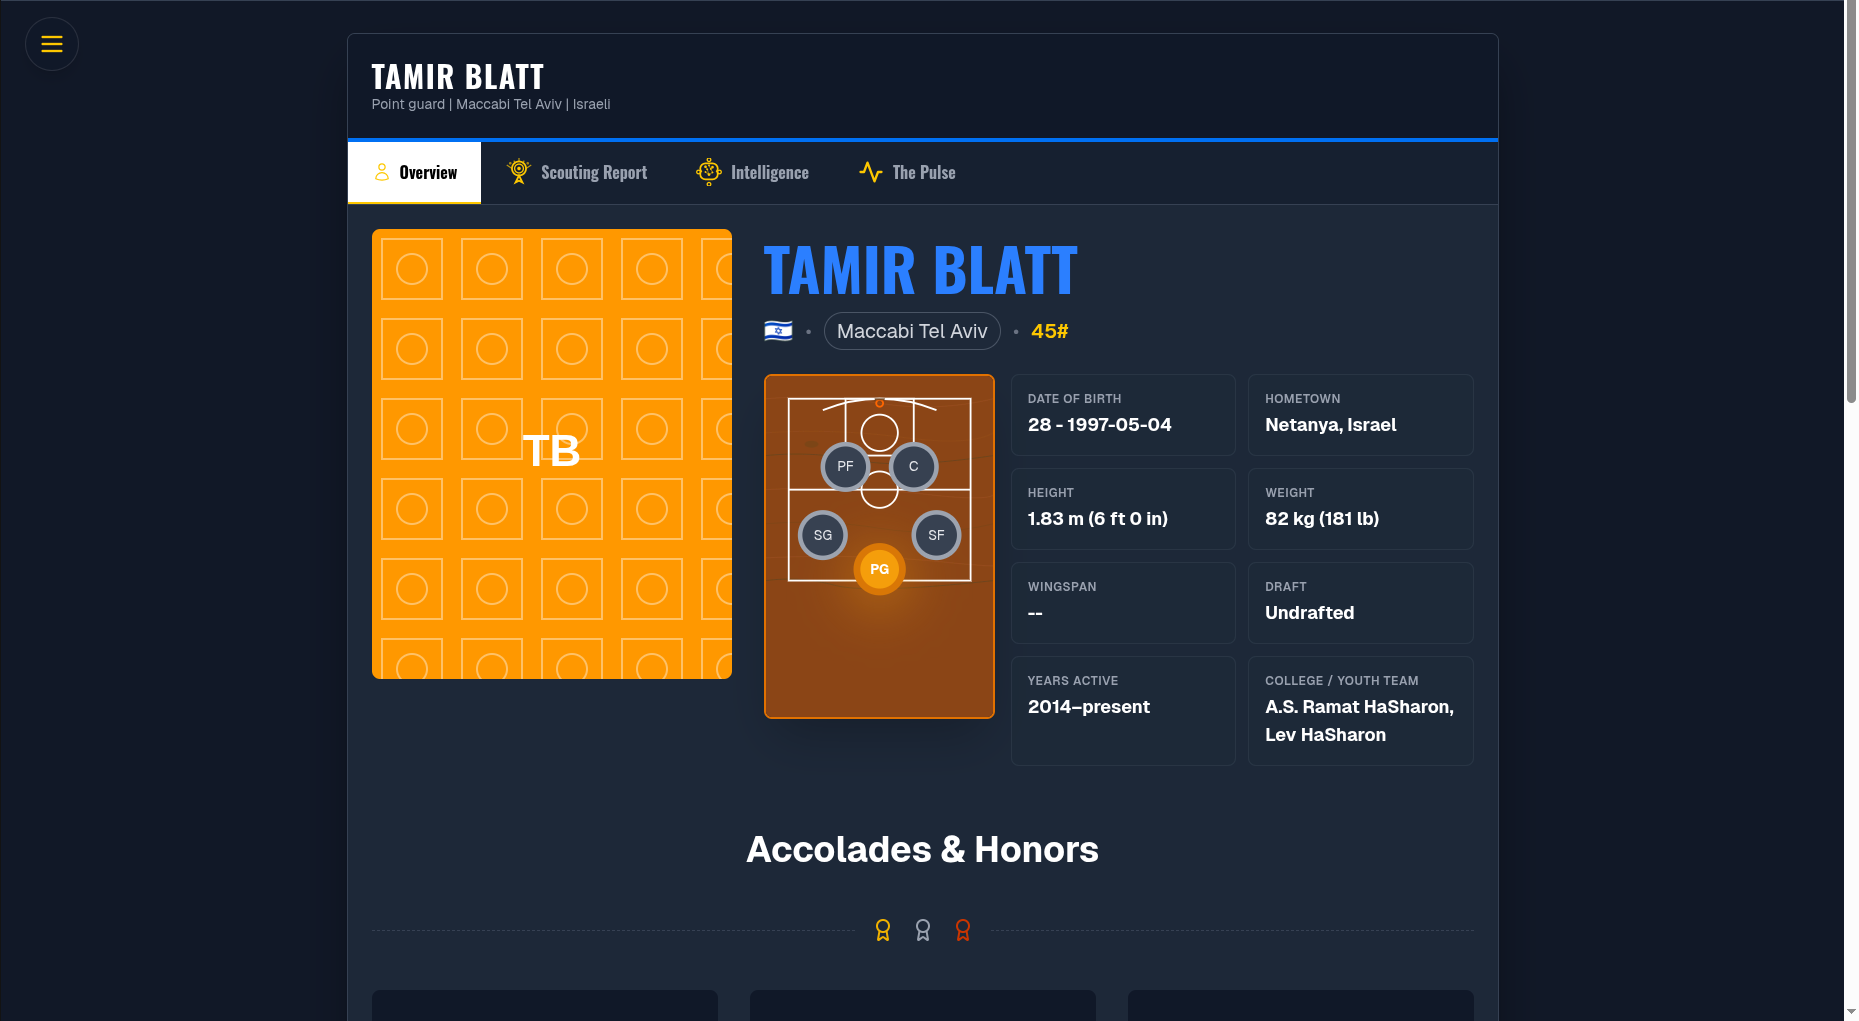 TAMIR BLATT
Point guard | Maccabi Tel Aviv | Israeli
Overview
Scouting Report
Intelligence
The Pulse
TB
TAMIR BLATT
Maccabi Tel Aviv
45#
PF
C
SG
SF
PG
DATE OF BIRTH
28 - 1997-05-04
HOMETOWN
Netanya, Israel
HEIGHT
1.83 m (6 ft 0 in)
WEIGHT
82 kg (181 lb)
WINGSPAN
--
DRAFT
Undrafted
YEARS ACTIVE
2014–present
COLLEGE / YOUTH TEAM
A.S. Ramat HaSharon,
Lev HaSharon
Accolades & Honors